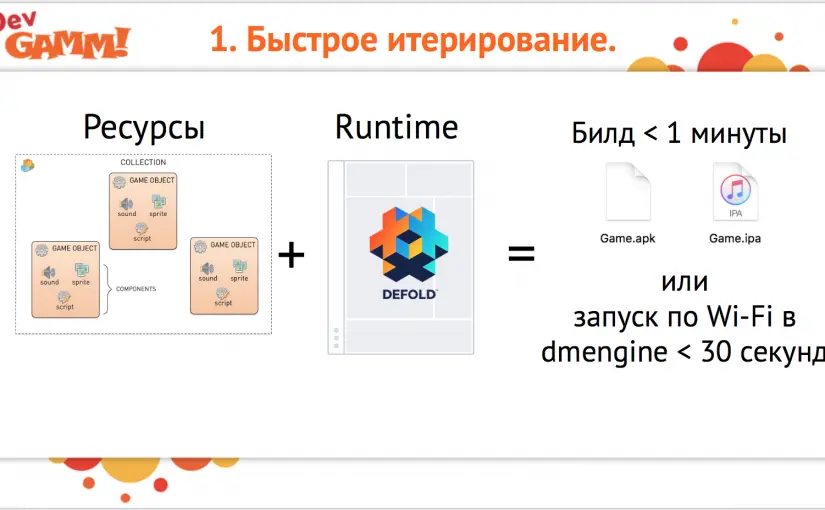 Dev
GAMM!
1. Быстрое итерирование.
Ресурсы
Runtime
Билд < 1 минуты
COLLECTION
GAME OBJECT
sound
sprite
script
GAME OBJECT
sound
sprite
script
COMPONENTS
GAME OBJECT
sound
sprite
script
+
DEFOLD
=
IPA
Game.apk
Game.ipa
или
запуск по Wi-Fi в
dmengine < 30 секунд